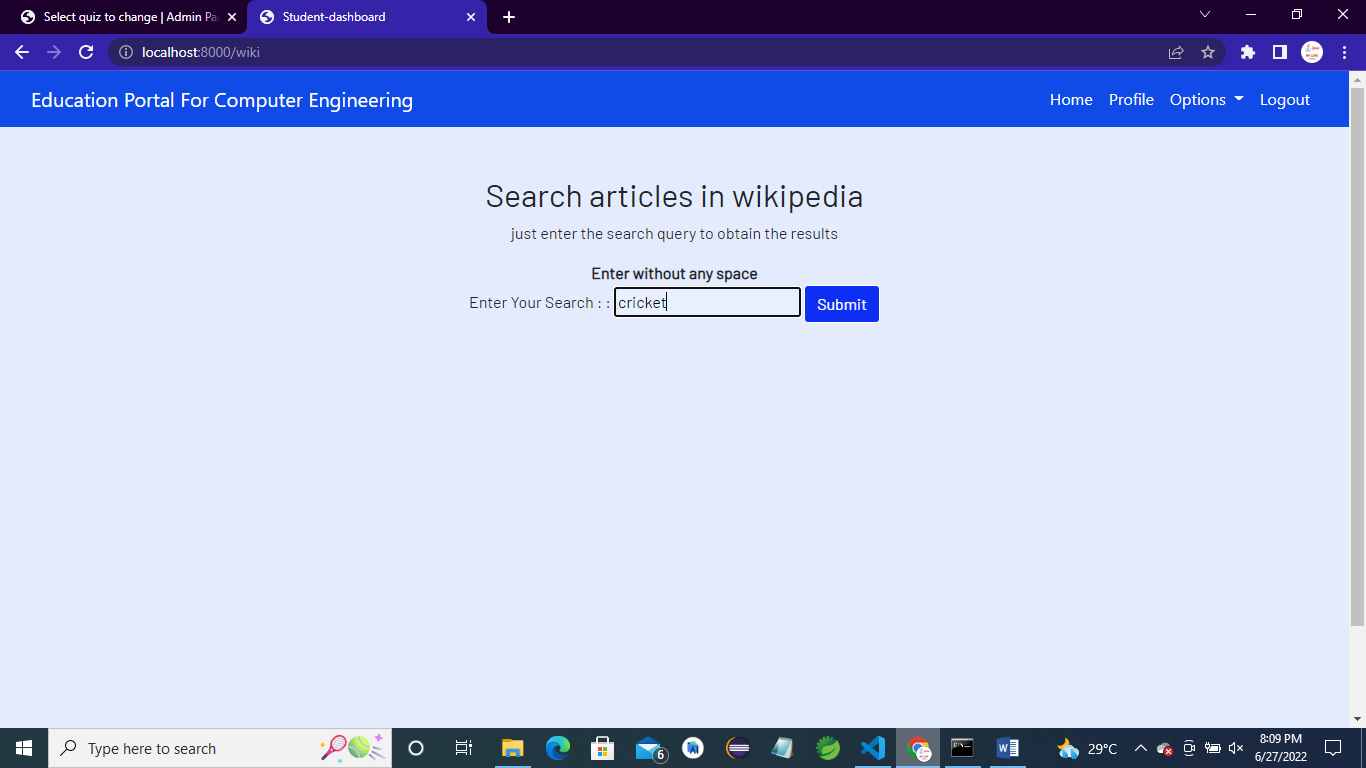 Select quiz to change | Admin Pa
Student-dashboard
localhost:8000/wiki
Education Portal For Computer Engineering
Home Profile Options Logout
Search articles in wikipedia
just enter the search query to obtain the results
Enter without any space
Enter Your Search : : cricket Submit
Type here to search
6
29°C
8:09 PM
6/27/2022